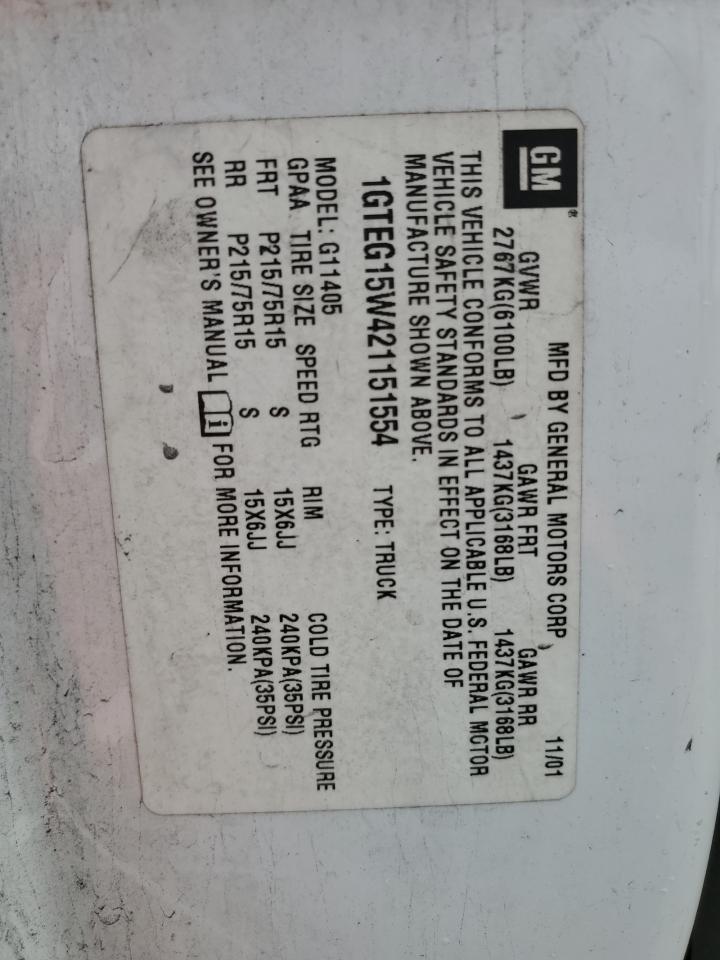 GM®
MFD BY GENERAL MOTORS CORP 11/01
GVWR GAWR FRT GAWR RR
2767KG(6100LB) 1437KG(3168LB) 1437KG(3168LB)
THIS VEHICLE CONFORMS TO ALL APPLICABLE U.S. FEDERAL MOTOR
VEHICLE SAFETY STANDARDS IN EFFECT ON THE DATE OF
MANUFACTURE SHOWN ABOVE.
1GTEG15W421151554 TYPE: TRUCK
MODEL: G11405
GPAA TIRE SIZE SPEED RTG RIM COLD TIRE PRESSURE
FRT P215/75R15 S 15X6JJ 240KPA(35PSI)
RR P215/75R15 S 15X6JJ 240KPA(35PSI)
SEE OWNER'S MANUAL i FOR MORE INFORMATION.